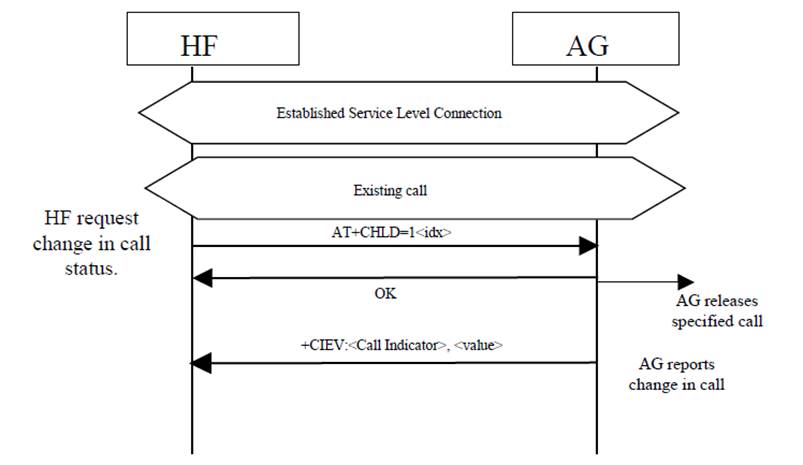 HF
AG
Established Service Level Connection
Existing call
HF request
change in call
status.
AT+CHLD=1<idx>
OK
AG releases
specified call
+CIEV:<Call Indicator>, <value>
AG reports
change in call